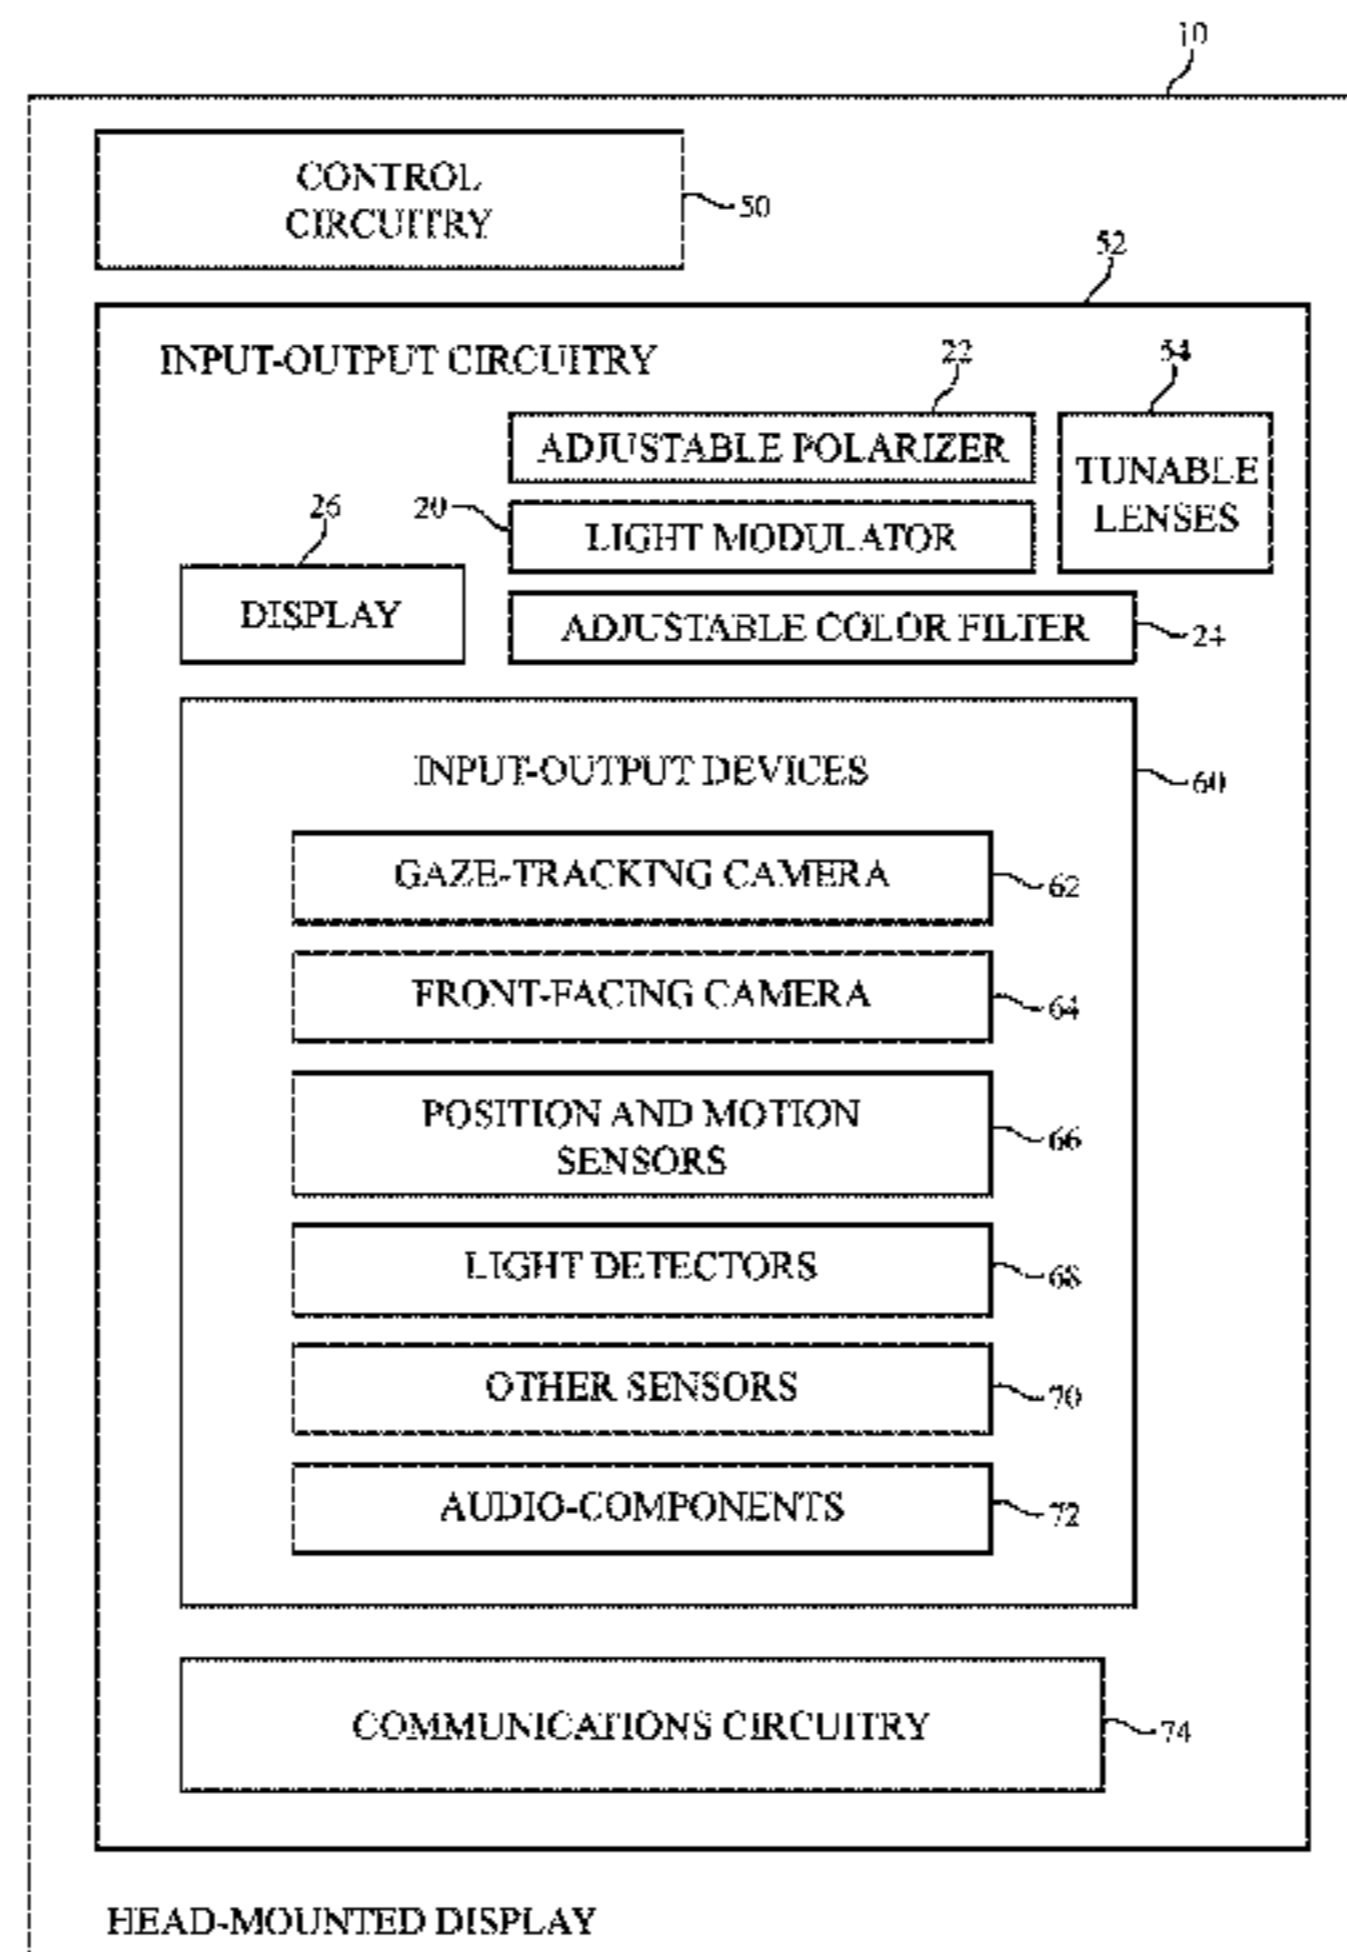 10
CONTROL
CIRCUITRY
50
52
INPUT-OUTPUT CIRCUITRY
22
54
ADJUSTABLE POLARIZER
TUNABLE
LENSES
26
20
LIGHT MODULATOR
DISPLAY
ADJUSTABLE COLOR FILTER
24
INPUT-OUTPUT DEVICES
60
GAZE-TRACKING CAMERA
62
FRONT-FACING CAMERA
64
POSITION AND MOTION
SENSORS
66
LIGHT DETECTORS
68
OTHER SENSORS
70
AUDIO-COMPONENTS
72
COMMUNICATIONS CIRCUITRY
74
HEAD-MOUNTED DISPLAY